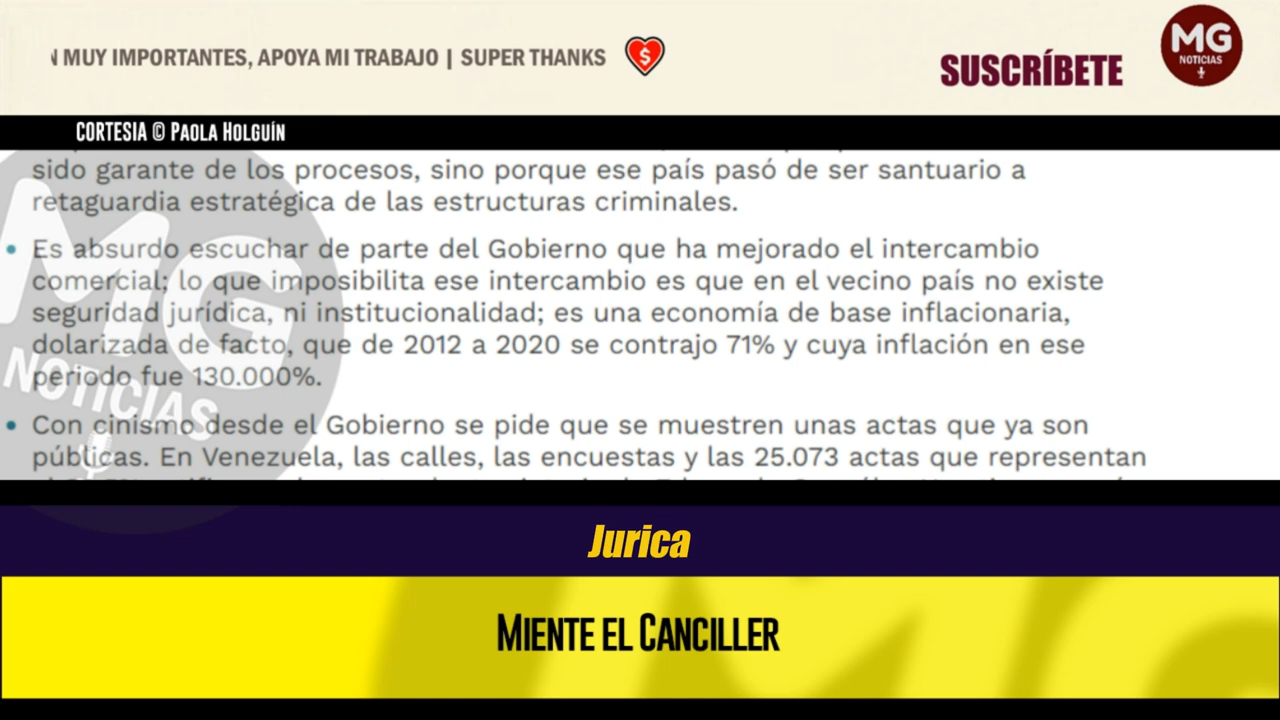 MUY IMPORTANTES, APOYA MI TRABAJO | SUPER THANKS
$
SUSCRÍBETE
MG
NOTICIAS
CORTESIA © PAOLA HOLGUÍN
sido garante de los procesos, sino porque ese país pasó de ser santuario a
retaguardia estratégica de las estructuras criminales.
• Es absurdo escuchar de parte del Gobierno que ha mejorado el intercambio
comercial; lo que imposibilita ese intercambio es que en el vecino país no existe
seguridad jurídica, ni institucionalidad; es una economía de base inflacionaria,
dolarizada de facto, que de 2012 a 2020 se contrajo 71% y cuya inflación en ese
periodo fue 130.000%.
• Con cinismo desde el Gobierno se pide que se muestren unas actas que ya son
públicas. En Venezuela, las calles, las encuestas y las 25.073 actas que representan
MG
NOTICIAS
Jurica
MIENTE EL CANCILLER